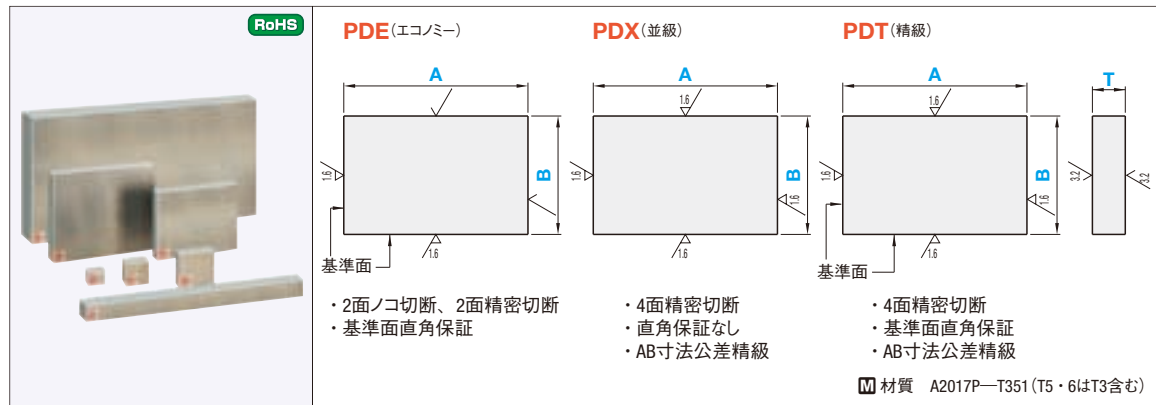 RoHS
PDE(エコノミー)
A
B
1.6
1.6
基準面
・2面ノコ切断、2面精密切断
・基準面直角保証
PDX(並級)
A
B
1.6
1.6
1.6
1.6
・4面精密切断
・直角保証なし
・AB寸法公差精級
PDT(精級)
A
B
1.6
1.6
1.6
1.6
基準面
T
3.2
3.2
・4面精密切断
・基準面直角保証
・AB寸法公差精級
M 材質 A2017P―T351(T5・6はT3含む)